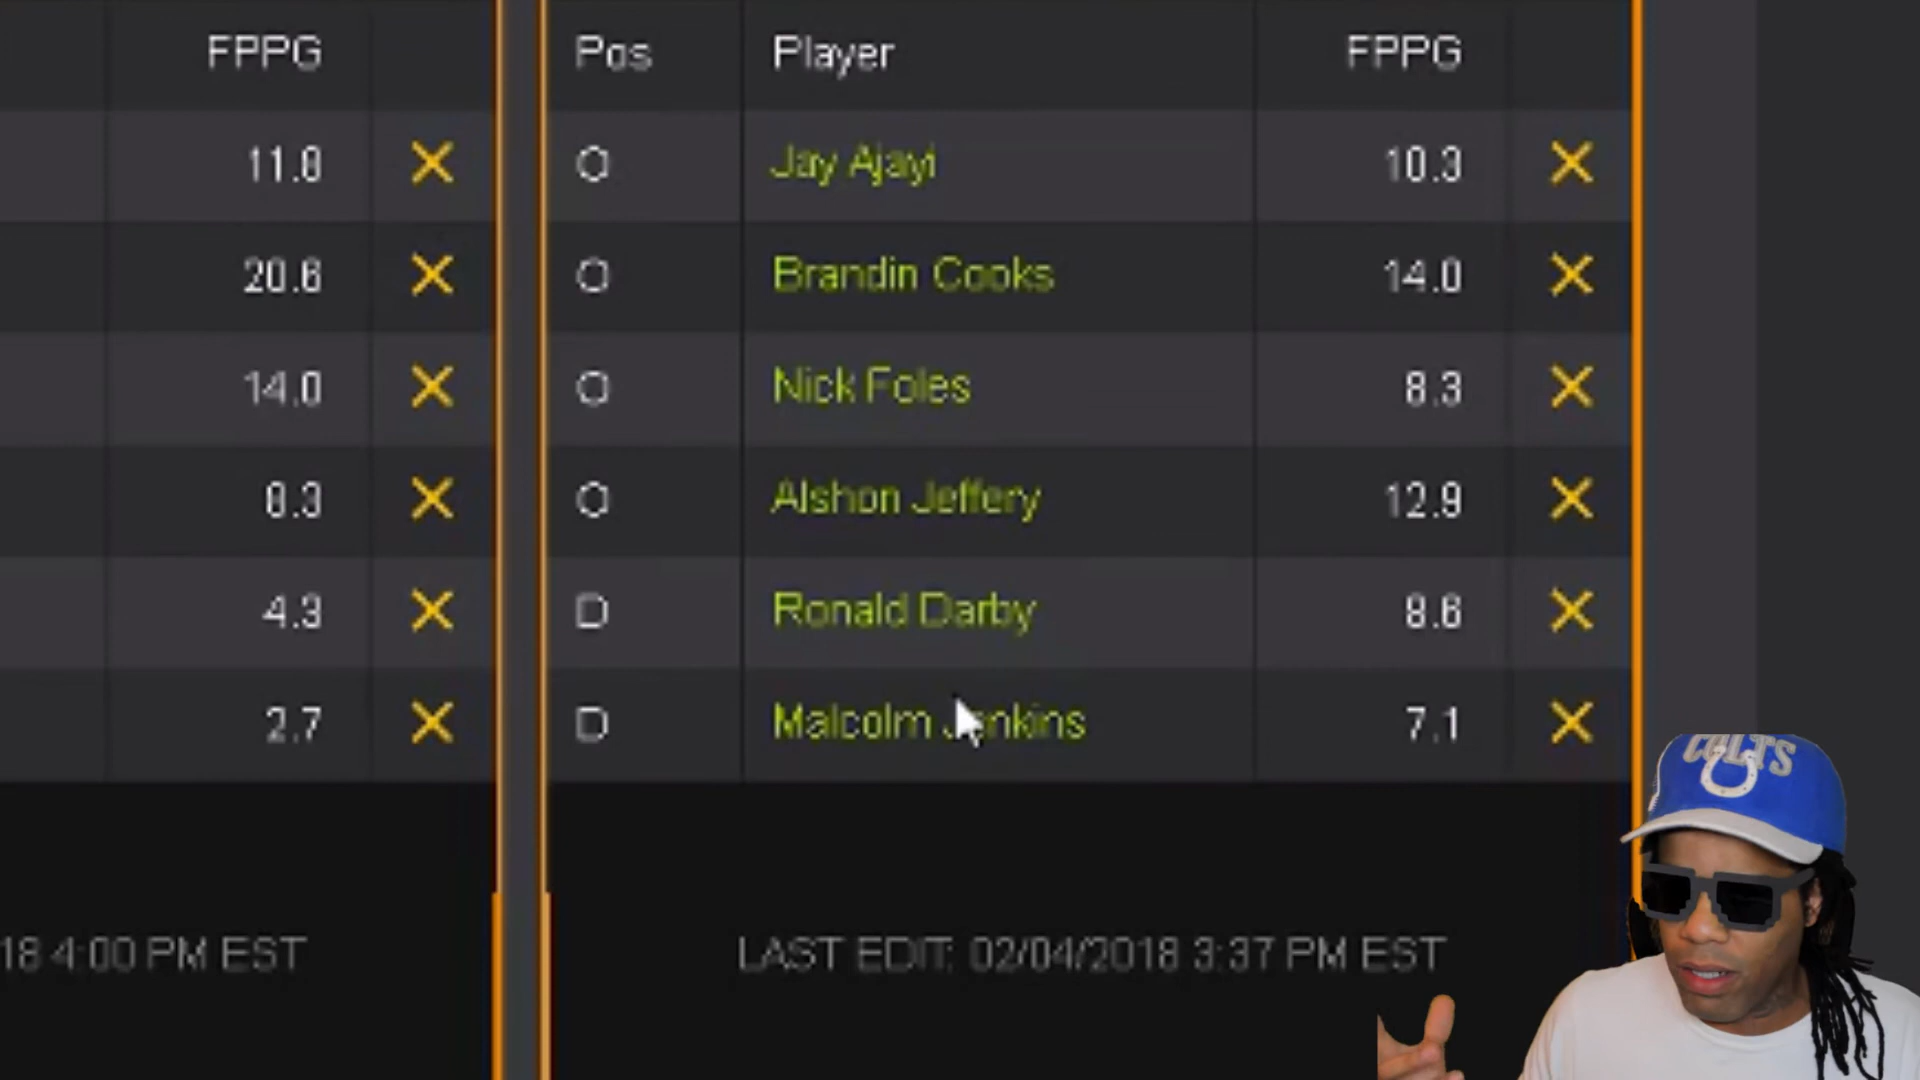 FPPG Pos Player FPPG
11.8 X O Jay Ajayi 10.3 X
20.6 X O Brandin Cooks 14.0 X
14.0 X O Nick Foles 8.3 X
8.3 X O Alshon Jeffery 12.9 X
4.3 X D Ronald Darby 8.6 X
2.7 X D Malcolm Jenkins 7.1 X
18 4:00 PM EST LAST EDIT: 02/04/2018 3:37 PM EST
COLTS